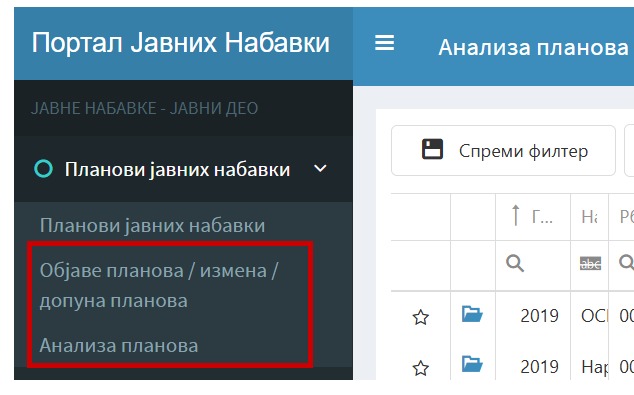 Портал Јавних Набавки
Анализа планова
ЈАВНЕ НАБАВКЕ - ЈАВНИ ДЕО
Планови јавних набавки
Спреми филтер
Планови јавних набавки
Објаве планова / измена /
допуна планова
Анализа планова
Г...
abc
2019
2019